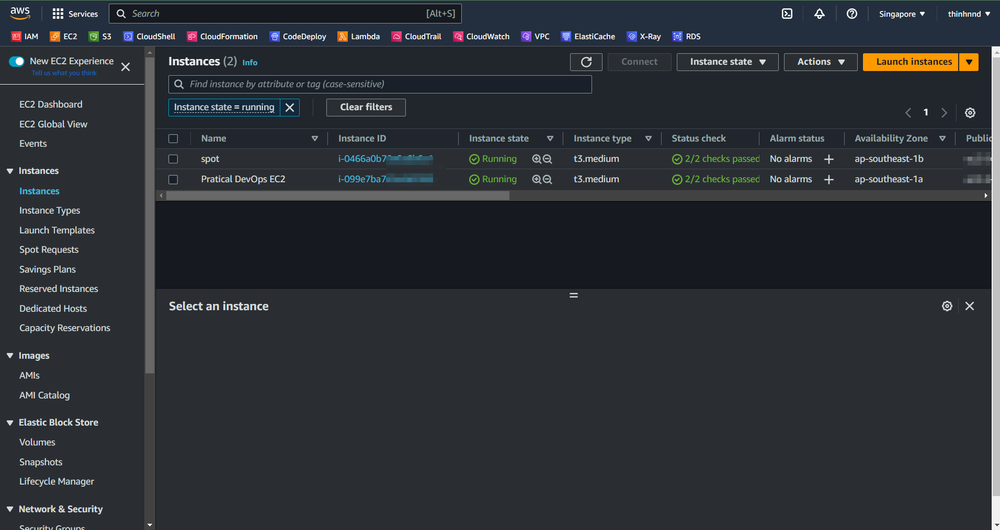 aws Services Search [Alt+S] Singapore thinhnnd
IAM EC2 S3 CloudShell CloudFormation CodeDeploy Lambda CloudTrail CloudWatch VPC ElastiCache X-Ray RDS
New EC2 Experience
Tell us what you think
EC2 Dashboard
EC2 Global View
Events
Instances
Instances
Instance Types
Launch Templates
Spot Requests
Savings Plans
Reserved Instances
Dedicated Hosts
Capacity Reservations
Images
AMIs
AMI Catalog
Elastic Block Store
Volumes
Snapshots
Lifecycle Manager
Network & Security
Security Groups
Instances (2) Info Connect Instance state Actions Launch instances
Find instance by attribute or tag (case-sensitive)
Instance state = running Clear filters
1
Name Instance ID Instance state Instance type Status check Alarm status Availability Zone Public
spot i-0466a0b7 Running t3.medium 2/2 checks passed No alarms + ap-southeast-1b
Pratical DevOps EC2 i-099e7ba7 Running t3.medium 2/2 checks passed No alarms + ap-southeast-1a
Select an instance